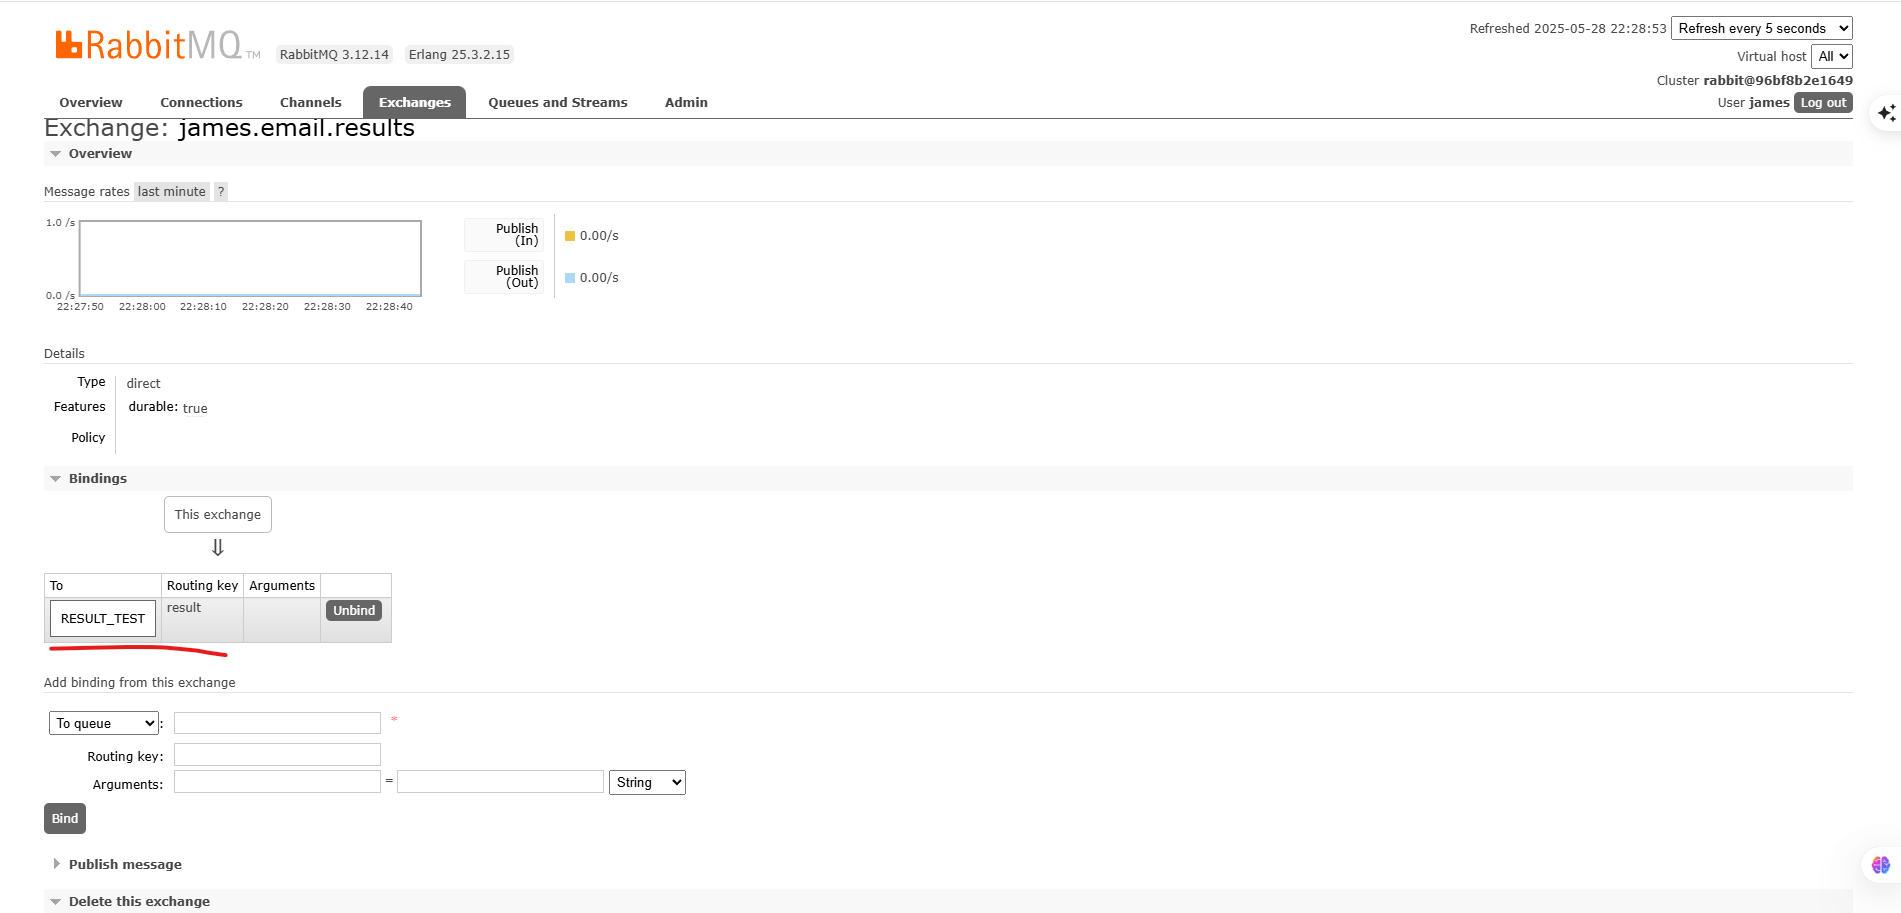 Refreshed 2025-05-28 22:28:53 Refresh every 5 seconds
RabbitMQ TM RabbitMQ 3.12.14 Erlang 25.3.2.15
Virtual host All
Cluster rabbit@96bf8b2e1649
User james Log out
Overview Connections Channels Exchanges Queues and Streams Admin
Exchange: james.email.results
Overview
Message rates last minute ?
1.0 /s
0.0 /s
22:27:50 22:28:00 22:28:10 22:28:20 22:28:30 22:28:40
Publish
(In)
0.00/s
Publish
(Out)
0.00/s
Details
Type direct
Features durable: true
Policy
Bindings
This exchange
⇓
To Routing key Arguments
RESULT_TEST result Unbind
Add binding from this exchange
To queue : *
Routing key:
Arguments: = String
Bind
Publish message
Delete this exchange